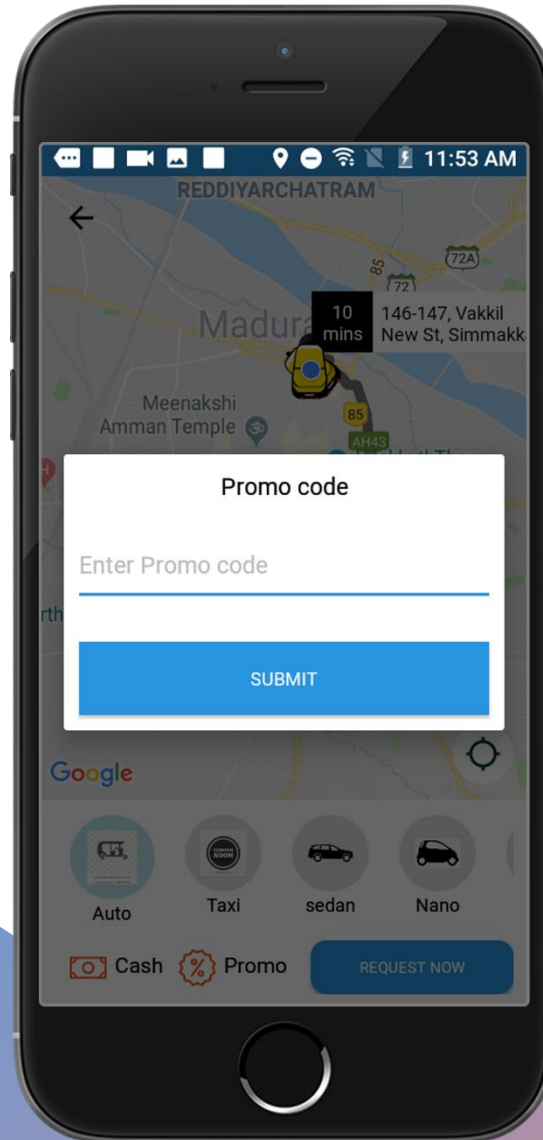 11:53 AM
REDDIYARCHATRAM
72A
85
72
Madura
10
mins
146-147, Vakkil
New St, Simmakk
Meenakshi
Amman Temple
85
AH43
Promo code
Enter Promo code
rth
SUBMIT
Google
Auto
Taxi
sedan
Nano
Cash
% Promo
REQUEST NOW